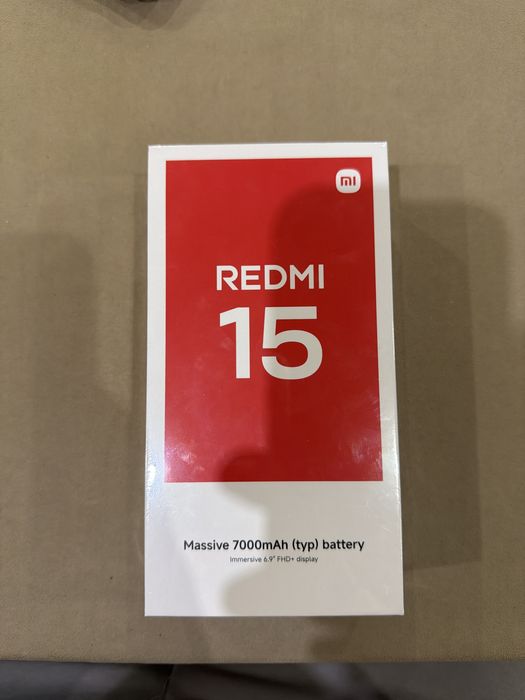 mi
REDMI
15
Massive 7000mAh (typ) battery
Immersive 6.9" FHD+ display